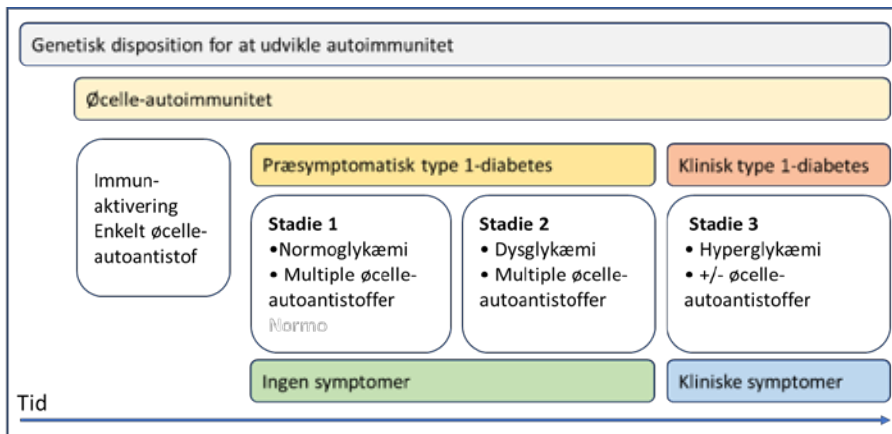 Genetisk disposition for at udvikle autoimmunitet
Øcelle-autoimmunitet
Immun-
aktivering
Enkelt øcelle-
autoantistof
Præsymptomatisk type 1-diabetes
Klinisk type 1-diabetes
Stadie 1
•Normoglykæmi
• Multiple øcelle-
autoantistoffer
Normo
Stadie 2
• Dysglykæmi
• Multiple øcelle-
autoantistoffer
Stadie 3
• Hyperglykæmi
• +/- øcelle-
autoantistoffer
Ingen symptomer
Kliniske symptomer
Tid